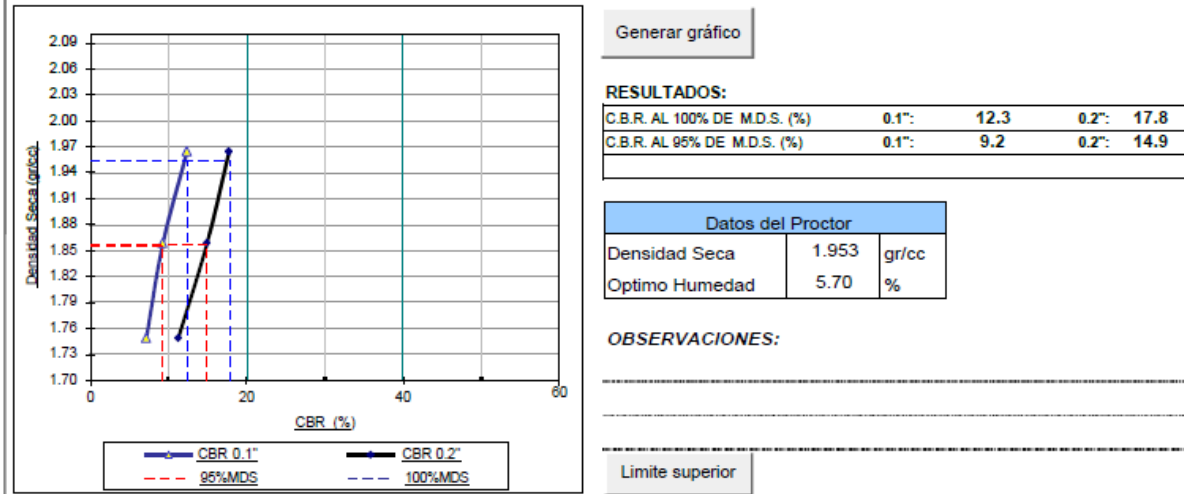 2.09
2.06
2.03
2.00
1.97
1.94
1.91
1.88
1.85
1.82
1.79
1.76
1.73
1.70
Densidad Seca (gr/cc)
0 20 40 60
CBR (%)
CBR 0.1" CBR 0.2"
95%MDS 100%MDS
Generar gráfico
RESULTADOS:
C.B.R. AL 100% DE M.D.S. (%) 0.1": 12.3 0.2": 17.8
C.B.R. AL 95% DE M.D.S. (%) 0.1": 9.2 0.2": 14.9
Datos del Proctor
Densidad Seca 1.953 gr/cc
Optimo Humedad 5.70 %
OBSERVACIONES:
Limite superior